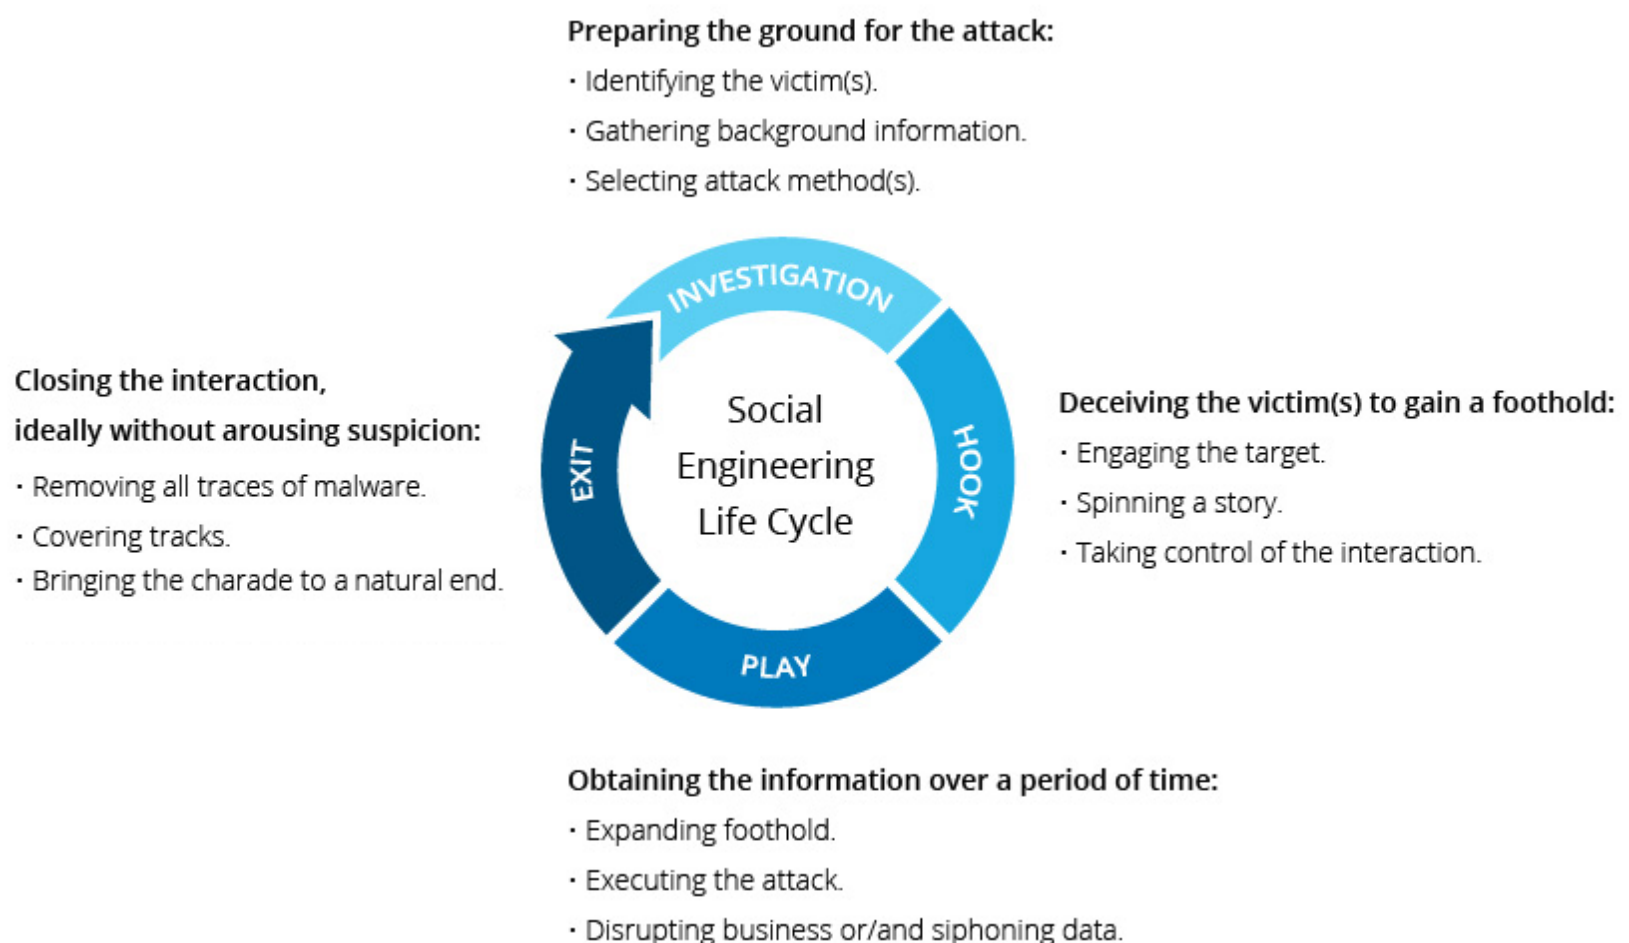 Preparing the ground for the attack:
· Identifying the victim(s).
· Gathering background information.
· Selecting attack method(s).
INVESTIGATION
Closing the interaction,
ideally without arousing suspicion:
· Removing all traces of malware.
· Covering tracks.
· Bringing the charade to a natural end.
EXIT
Social
Engineering
Life Cycle
HOOK
Deceiving the victim(s) to gain a foothold:
· Engaging the target.
· Spinning a story.
· Taking control of the interaction.
PLAY
Obtaining the information over a period of time:
· Expanding foothold.
· Executing the attack.
· Disrupting business or/and siphoning data.